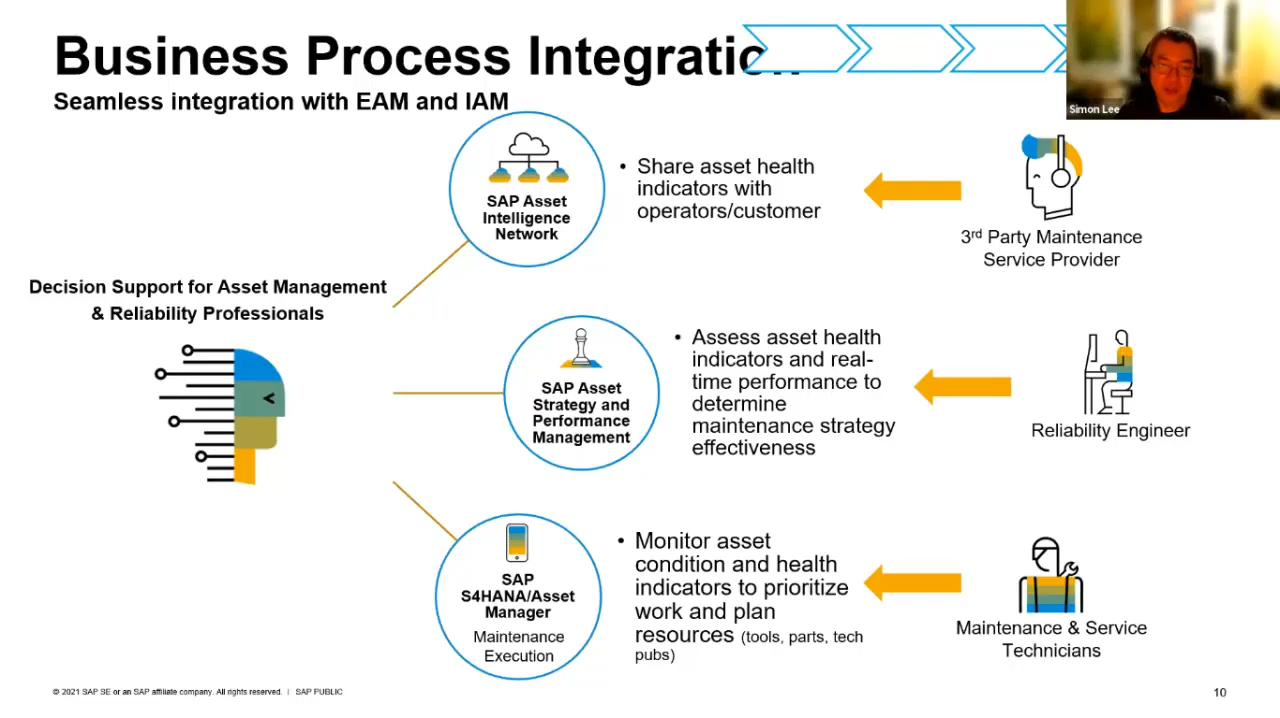 Business Process Integration
Seamless integration with EAM and IAM
Simon Lee
SAP Asset
Intelligence
Network
• Share asset health
indicators with
operators/customer
3rd Party Maintenance
Service Provider
Decision Support for Asset Management
& Reliability Professionals
SAP Asset
Strategy and
Performance
Management
• Assess asset health
indicators and real-
time performance to
determine
maintenance strategy
effectiveness
Reliability Engineer
SAP
S4HANA/Asset
Manager
Maintenance
Execution
• Monitor asset
condition and health
indicators to prioritize
work and plan
resources (tools, parts, tech
pubs)
Maintenance & Service
Technicians
© 2021 SAP SE or an SAP affiliate company. All rights reserved. | SAP PUBLIC
10